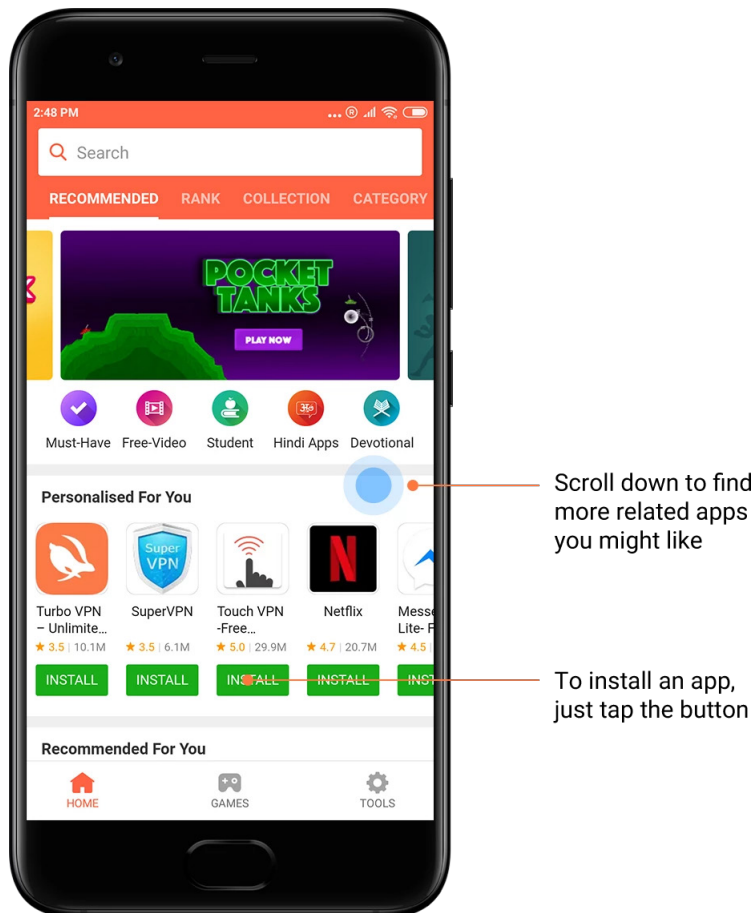 2:48 PM
... ®
Search
RECOMMENDED RANK COLLECTION CATEGORY
POCKET
TANKS
PLAY NOW
Must-Have Free-Video Student Hindi Apps Devotional
Personalised For You
Scroll down to find
more related apps
you might like
Super
VPN
N
Turbo VPN SuperVPN Touch VPN Netflix Messe
– Unlimite... -Free... Lite- F
★ 3.5 | 10.1M ★ 3.5 | 6.1M ★ 5.0 | 29.9M ★ 4.7 | 20.7M ★ 4.5 |
INSTALL INSTALL INSTALL INSTALL INST
To install an app,
just tap the button
Recommended For You
HOME GAMES TOOLS